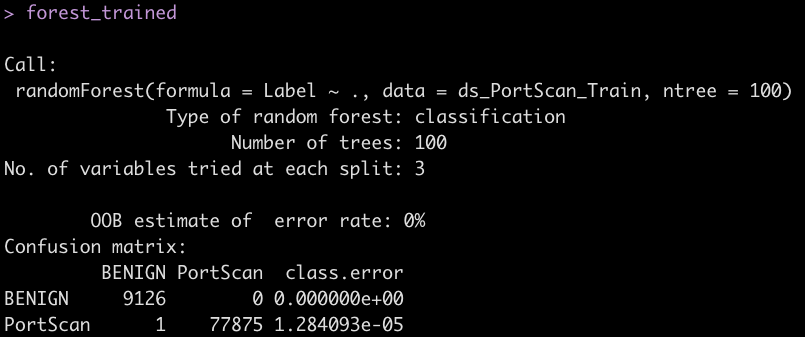 > forest_trained
Call:
randomForest(formula = Label ~ ., data = ds_PortScan_Train, ntree = 100)
Type of random forest: classification
Number of trees: 100
No. of variables tried at each split: 3
OOB estimate of  error rate: 0%
Confusion matrix:
BENIGN PortScan  class.error
BENIGN     9126        0 0.000000e+00
PortScan      1    77875 1.284093e-05